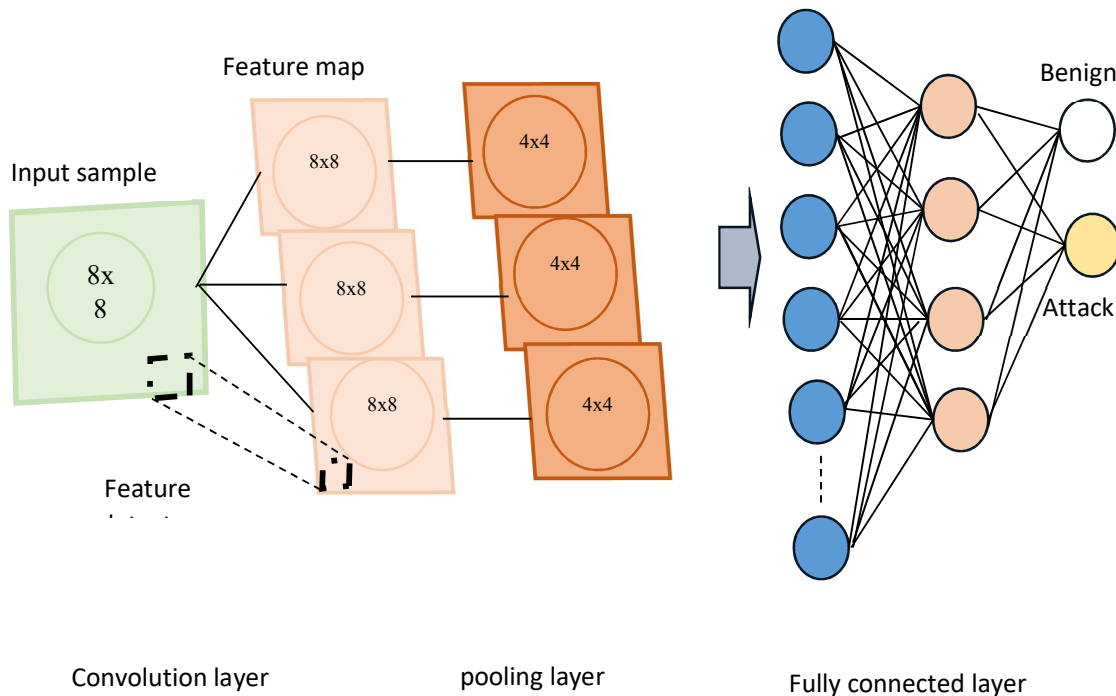 Feature map
Benign
Input sample
8x8
4x4
8x
8
8x8
4x4
8x8
4x4
Attack
Feature
Convolution layer
pooling layer
Fully connected layer